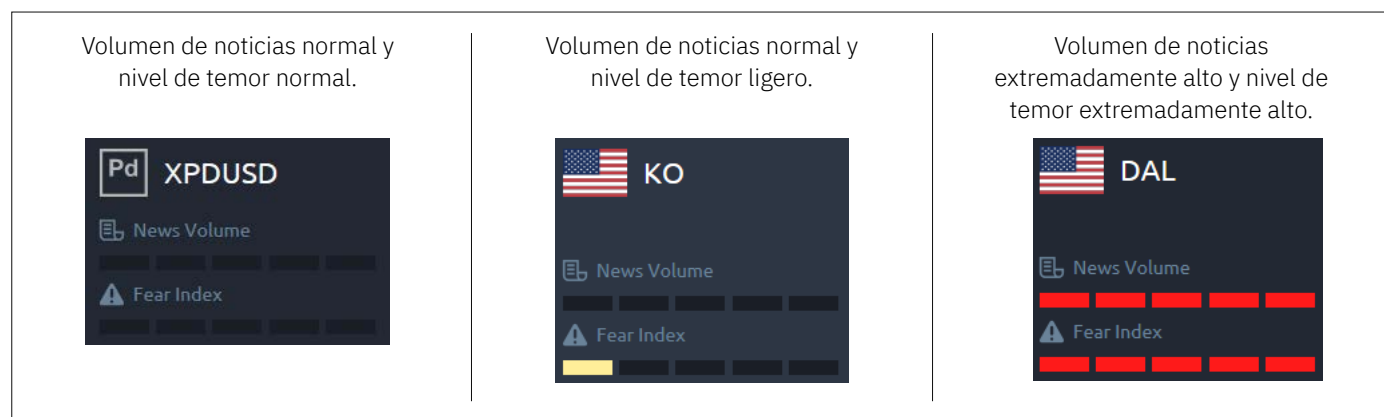 Volumen de noticias normal y
nivel de temor normal.
Pd XPDUSD
News Volume
Fear Index
Volumen de noticias normal y
nivel de temor ligero.
KO
News Volume
Fear Index
Volumen de noticias
extremadamente alto y nivel de
temor extremadamente alto.
DAL
News Volume
Fear Index